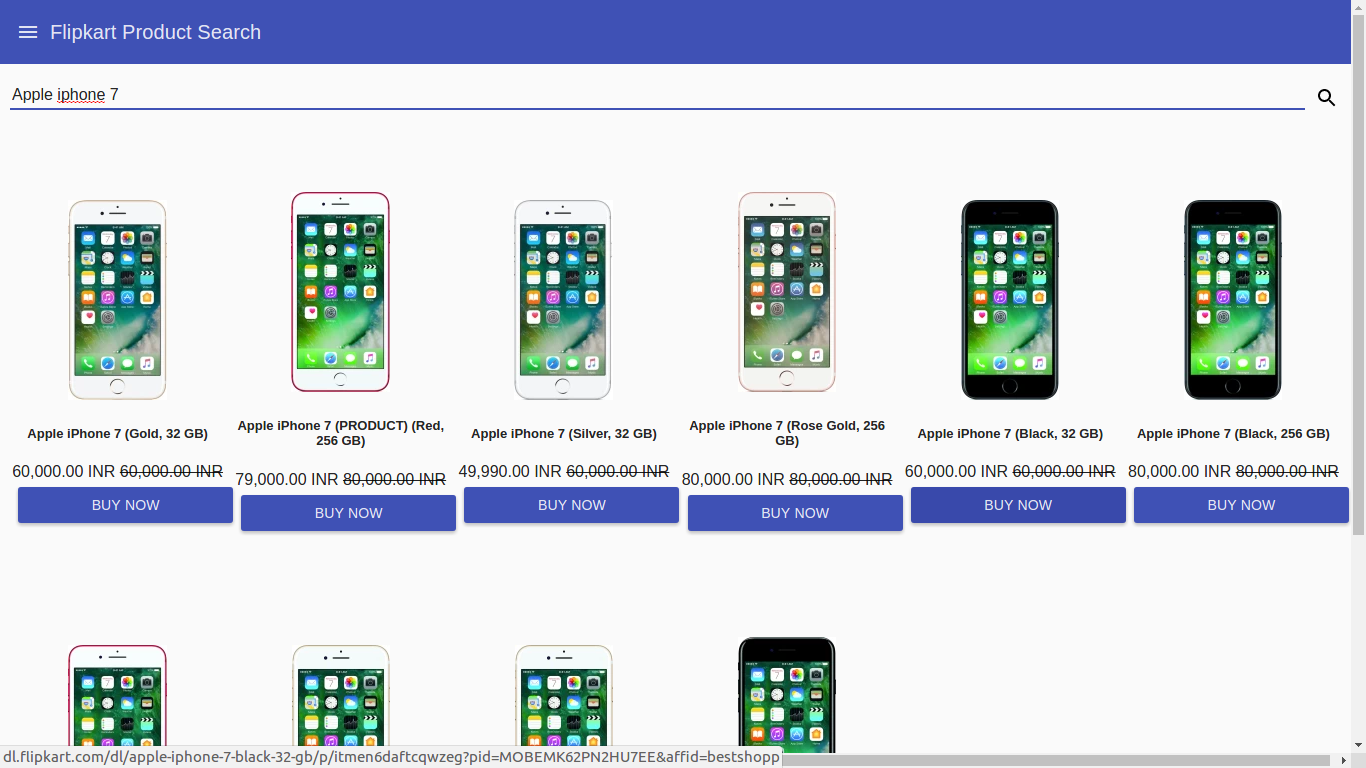 Flipkart Product Search
Apple iphone 7
Apple iPhone 7 (Gold, 32 GB)
60,000.00 INR 60,000.00 INR
BUY NOW
Apple iPhone 7 (PRODUCT) (Red,
256 GB)
79,000.00 INR 80,000.00 INR
BUY NOW
Apple iPhone 7 (Silver, 32 GB)
49,990.00 INR 60,000.00 INR
BUY NOW
Apple iPhone 7 (Rose Gold, 256
GB)
80,000.00 INR 80,000.00 INR
BUY NOW
Apple iPhone 7 (Black, 32 GB)
60,000.00 INR 60,000.00 INR
BUY NOW
Apple iPhone 7 (Black, 256 GB)
80,000.00 INR 80,000.00 INR
BUY NOW
dl.flipkart.com/dl/apple-iphone-7-black-32-gb/p/itmen6daftcqwzeg?pid=MOBEMK62PN2HU7EE&affid=bestshopp